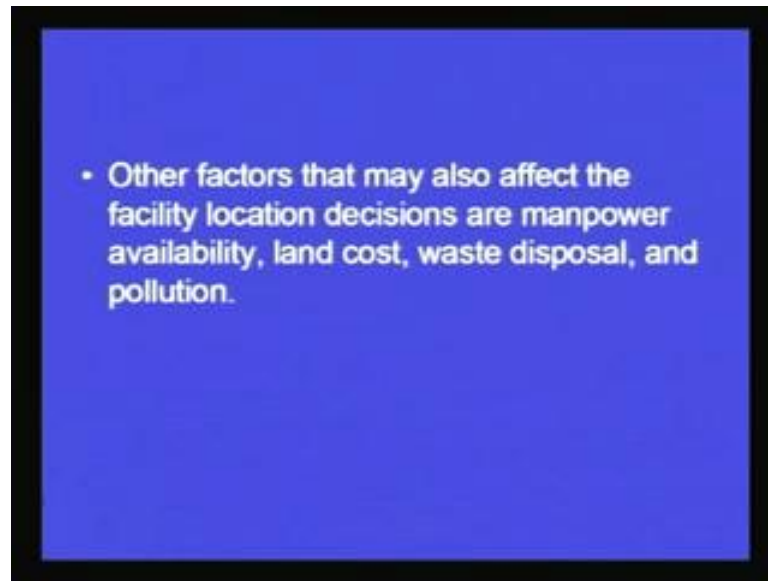 • Other factors that may also affect the
facility location decisions are manpower
availability, land cost, waste disposal, and
pollution.